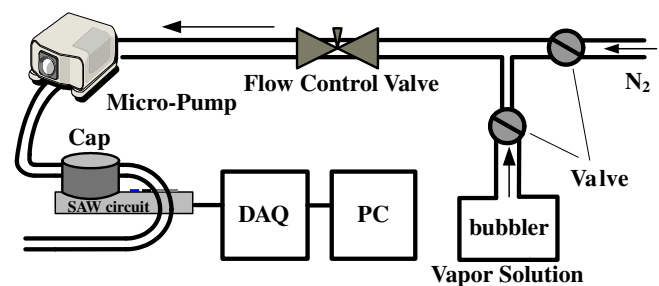 Flow Control Valve
N2
Micro-Pump
Cap
Valve
SAW circuit
DAQ
PC
bubbler
Vapor Solution